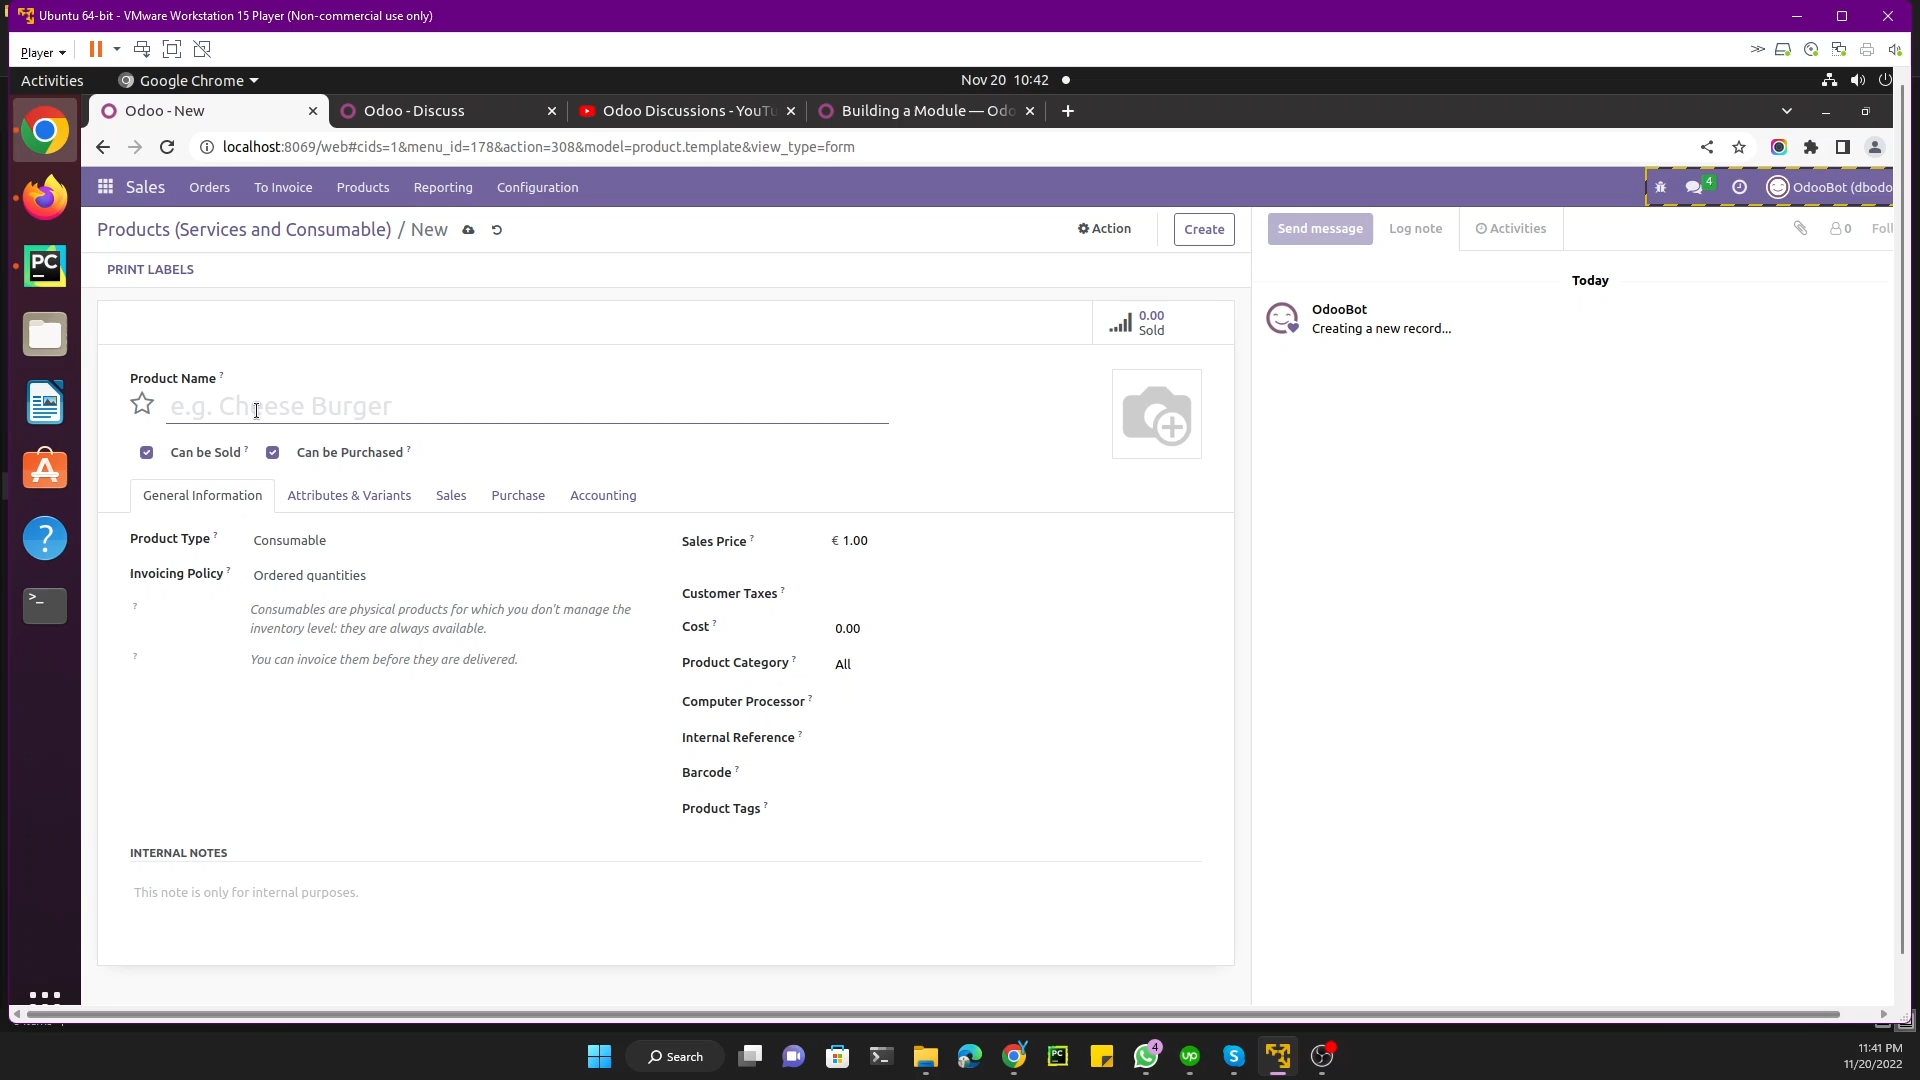 Ubuntu 64-bit - VMware Workstation 15 Player (Non-commercial use only)
Player
Activities
Google Chrome
Nov 20 10:42
Odoo - New
Odoo - Discuss
Odoo Discussions - YouTu
Building a Module — Odo
localhost:8069/web#cids=1&menu_id=178&action=308&model=product.template&view_type=form
Sales
Orders
To Invoice
Products
Reporting
Configuration
4
OdooBot (dbodo
Products (Services and Consumable) / New
Action
Create
Send message
Log note
Activities
0
Foll
PRINT LABELS
Today
0.00
Sold
OdooBot
Creating a new record...
Product Name ?
e.g. Cheese Burger
Can be Sold ?
Can be Purchased ?
General Information
Attributes & Variants
Sales
Purchase
Accounting
Product Type ?
Consumable
Sales Price ?
€ 1.00
Invoicing Policy ?
Ordered quantities
?
Consumables are physical products for which you don't manage the
inventory level: they are always available.
Customer Taxes ?
Cost ?
0.00
?
You can invoice them before they are delivered.
Product Category ?
All
Computer Processor ?
Internal Reference ?
Barcode ?
Product Tags ?
INTERNAL NOTES
This note is only for internal purposes.
Search
4
11:41 PM
11/20/2022